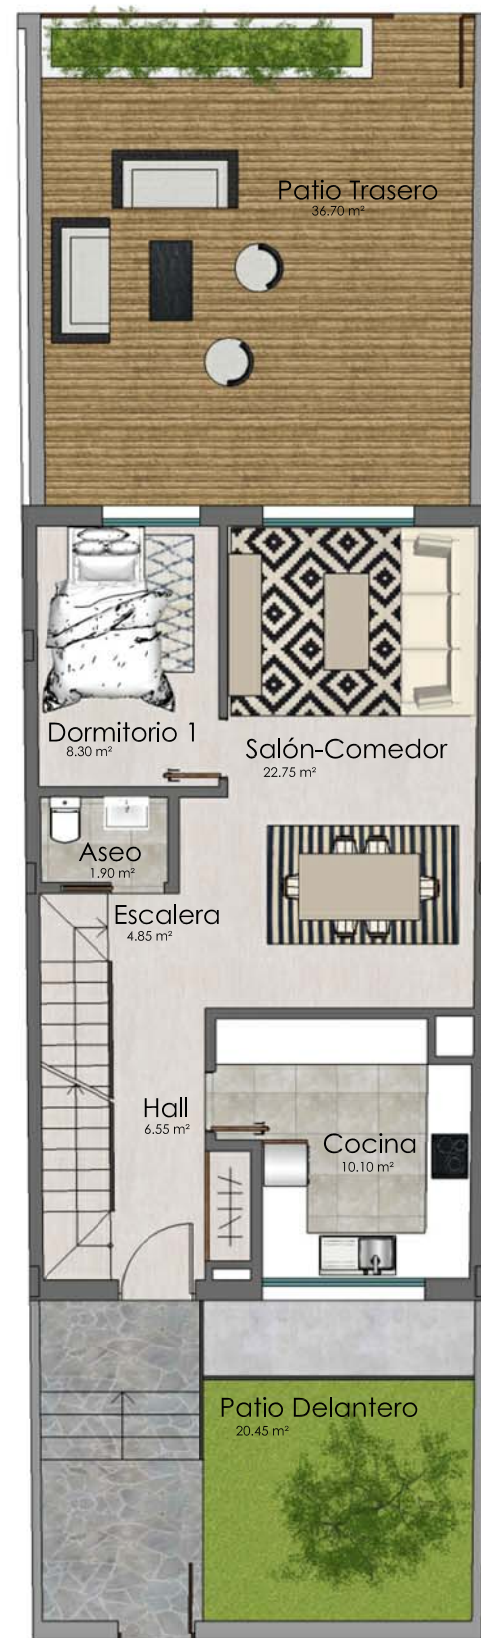 Patio Trasero
36.70 m²
Dormitorio 1
8.30 m²
Salón-Comedor
22.75 m²
Aseo
1.90 m²
Escalera
4.85 m²
Hall
6.55 m²
Cocina
10.10 m²
Patio Delantero
20.45 m²